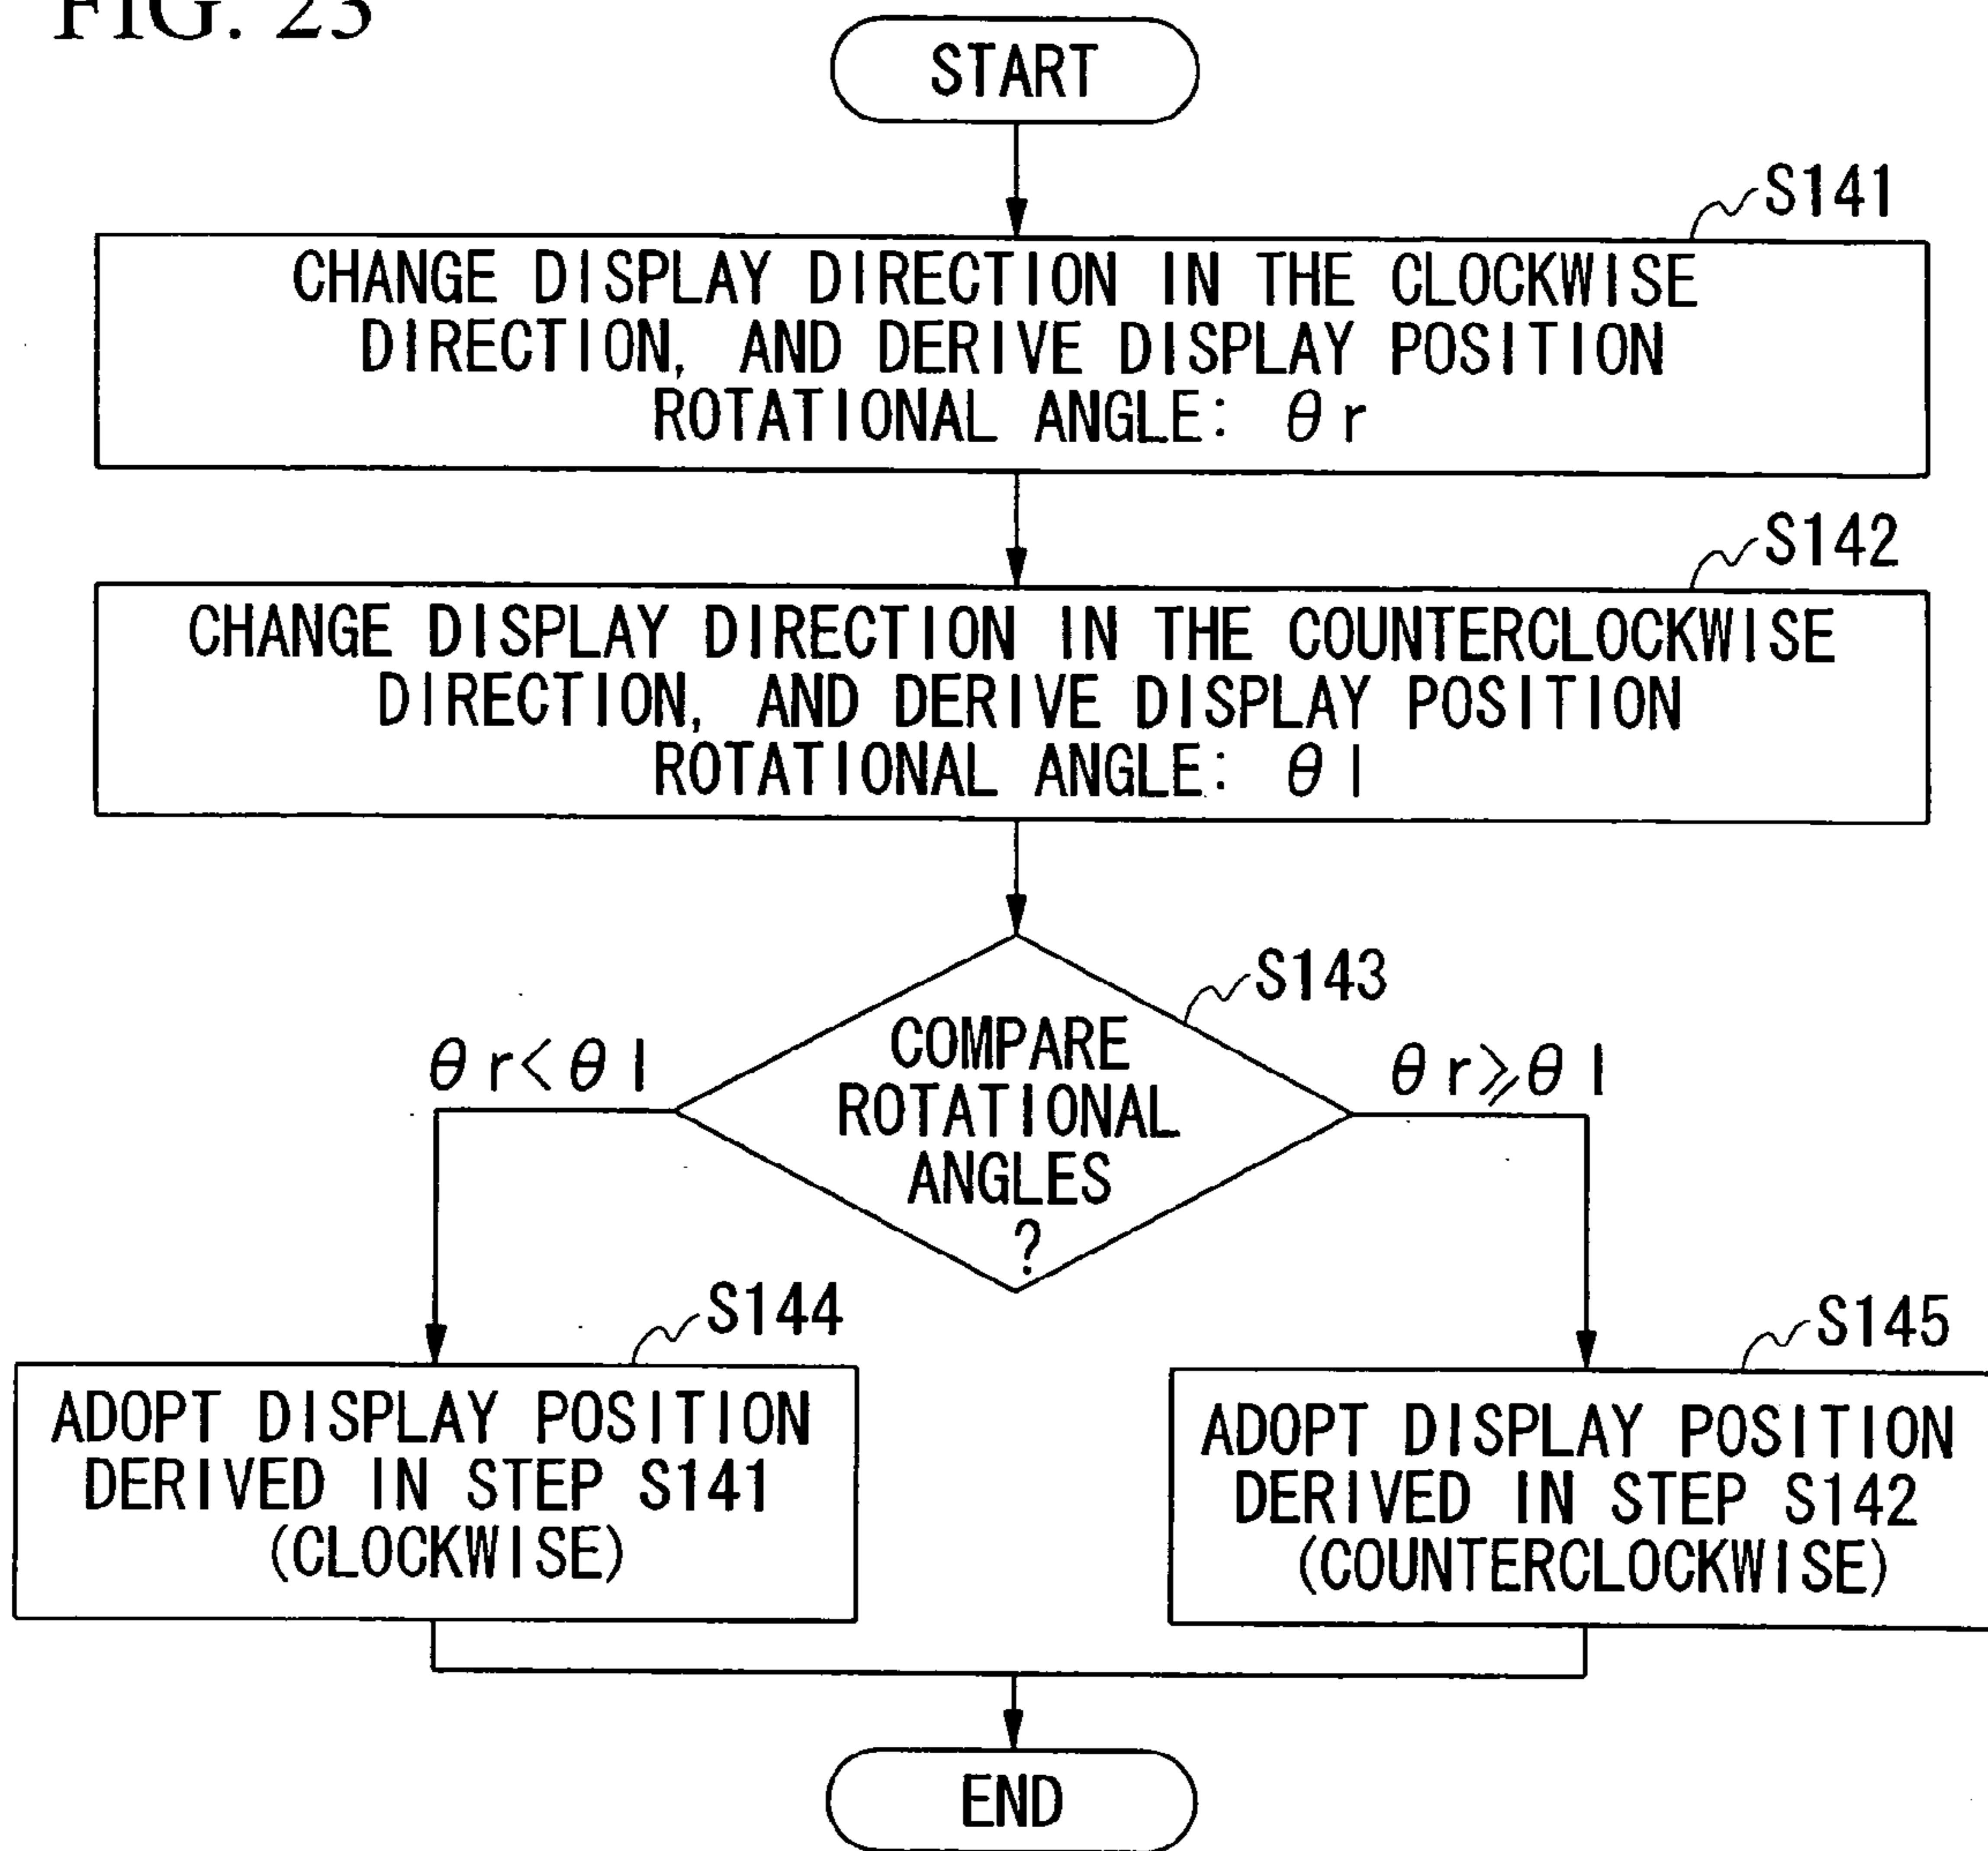 FIG. 23
START
S141
CHANGE DISPLAY DIRECTION IN THE CLOCKWISE
DIRECTION, AND DERIVE DISPLAY POSITION
ROTATIONAL ANGLE: θr
S142
CHANGE DISPLAY DIRECTION IN THE COUNTERCLOCKWISE
DIRECTION, AND DERIVE DISPLAY POSITION
ROTATIONAL ANGLE: θl
S143
COMPARE
ROTATIONAL
ANGLES
?
θr<θl
θr≧θl
S144
ADOPT DISPLAY POSITION
DERIVED IN STEP S141
(CLOCKWISE)
S145
ADOPT DISPLAY POSITION
DERIVED IN STEP S142
(COUNTERCLOCKWISE)
END